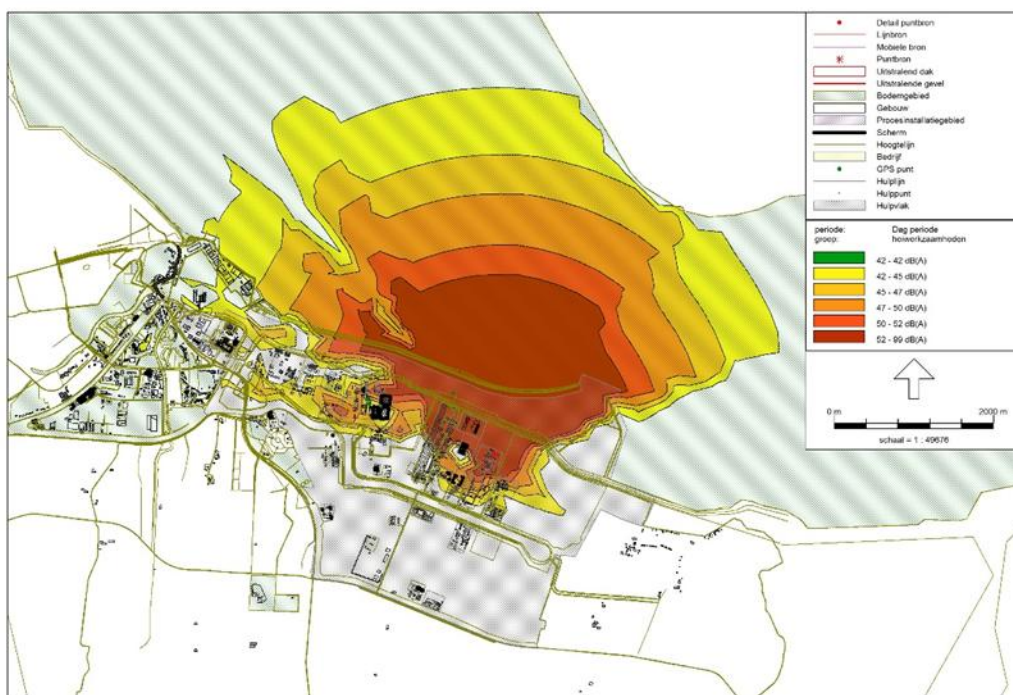 Detail puntbron
Lijnbron
Mobiele bron
Puntbron
Uitstralend dak
Uitstralende gevel
Bodemgebied
Gebouw
Procesinstallatiegebied
Scherm
Hoogtelijn
Bedrijf
GPS punt
Hulplijn
Hulppunt
Hulpvlak
periode: Dag periode
groep: heiwerkzaamheden
42 - 42 dB(A)
42 - 45 dB(A)
45 - 47 dB(A)
47 - 50 dB(A)
50 - 52 dB(A)
52 - 99 dB(A)
0 m 2000 m
schaal = 1 : 49676